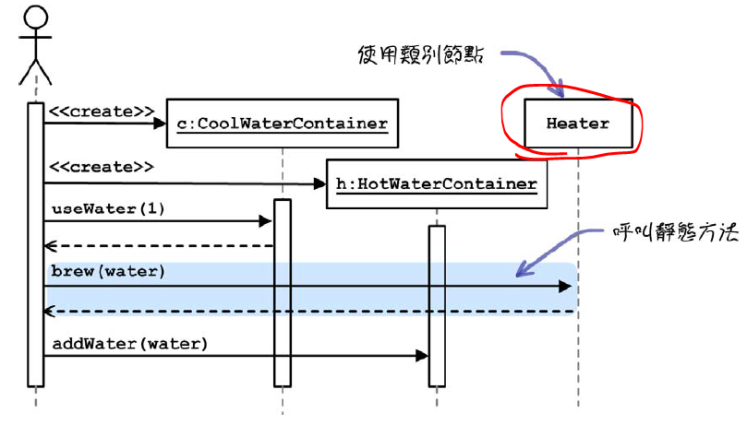 使用類別節點
<<create>>
c:CoolWaterContainer
Heater
<<create>>
h:HotWaterContainer
useWater(1)
呼叫靜態方法
brew(water)
addWater(water)